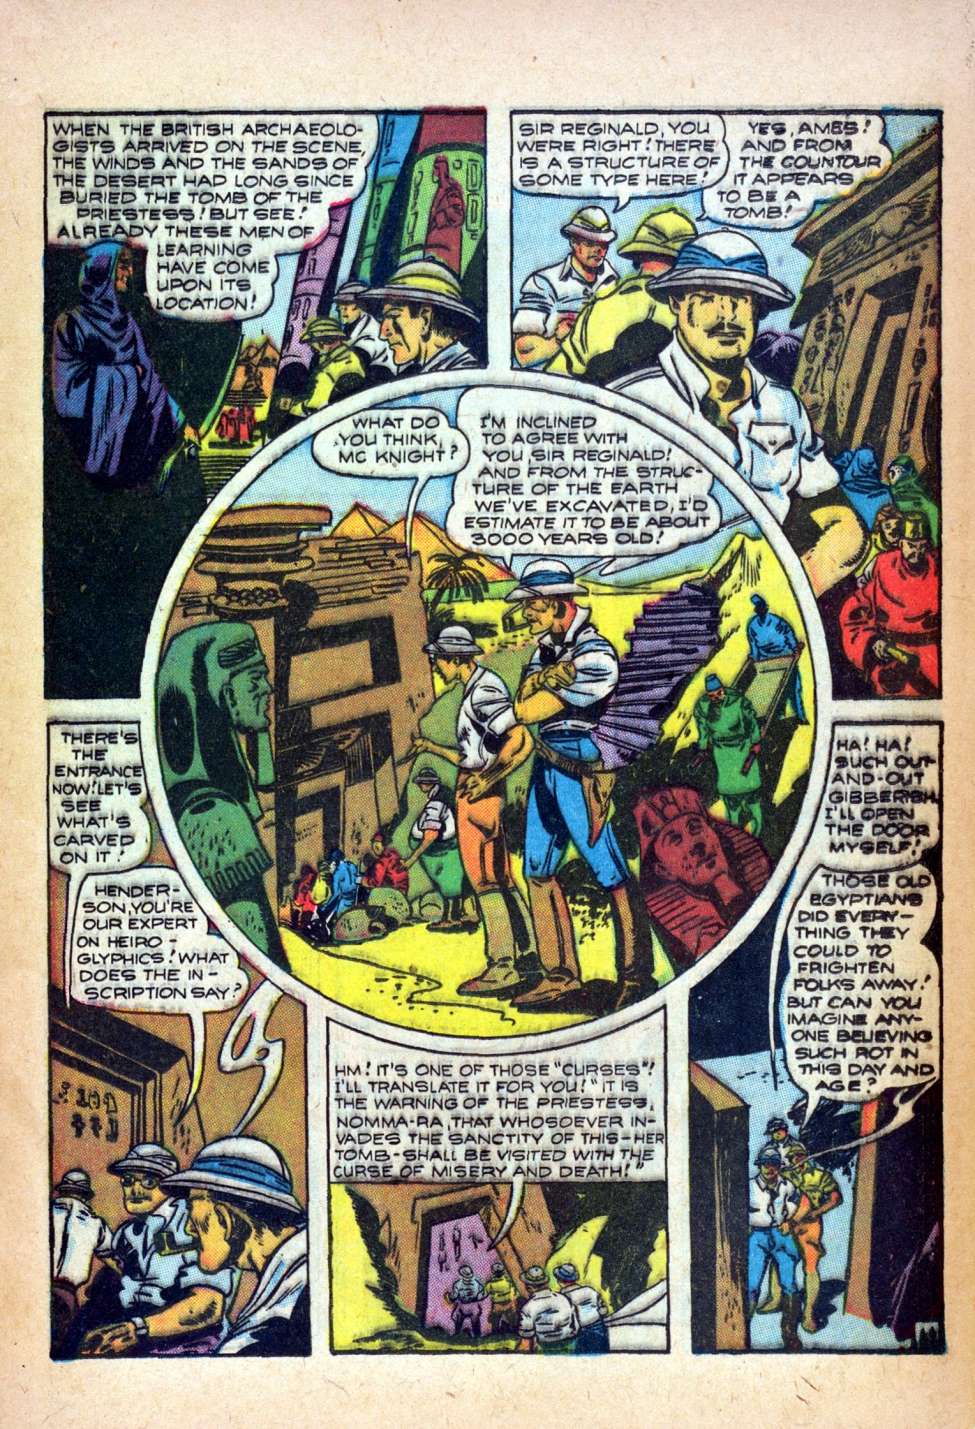 WHEN THE BRITISH ARCHAEOLO-
GISTS ARRIVED ON THE SCENE,
THE WINDS AND THE SANDS OF
THE DESERT HAD LONG SINCE
BURIED THE TOMB OF THE
PRIESTESS! BUT SEE!
ALREADY THESE MEN OF
LEARNING
HAVE COME
UPON ITS
LOCATION!
SIR REGINALD, YOU
WERE RIGHT! THERE
IS A STRUCTURE OF
SOME TYPE HERE!
YES, AMES!
AND FROM
THE COUNTOUR
IT APPEARS
TO BE A
TOMB!
WHAT DO
YOU THINK,
MC KNIGHT?
I'M INCLINED
TO AGREE WITH
YOU, SIR REGINALD!
AND FROM THE STRUC-
TURE OF THE EARTH
WE'VE EXCAVATED, I'D
ESTIMATE IT TO BE ABOUT
3000 YEARS OLD!
THERE'S
THE
ENTRANCE
NOW! LET'S
SEE
WHAT'S
CARVED
ON IT!
HENDER-
SON, YOU'RE
OUR EXPERT
ON HEIRO-
GLYPHICS! WHAT
DOES THE IN-
SCRIPTION SAY?
HM! IT'S ONE OF THOSE "CURSES"!
I'LL TRANSLATE IT FOR YOU! "IT IS
THE WARNING OF THE PRIESTESS,
NOMMA-RA, THAT WHOSOEVER IN-
VADES THE SANCTITY OF THIS-HER
TOMB-SHALL BE VISITED WITH THE
CURSE OF MISERY AND DEATH!"
HA! HA!
SUCH OUT-
AND-OUT
GIBBERISH,
I'LL OPEN
THE DOOR
MYSELF!
THOSE OLD
EGYPTIANS
DID EVERY-
THING THEY
COULD TO
FRIGHTEN
FOLKS AWAY!
BUT CAN YOU
IMAGINE ANY-
ONE BELIEVING
SUCH ROT IN
THIS DAY AND
AGE?